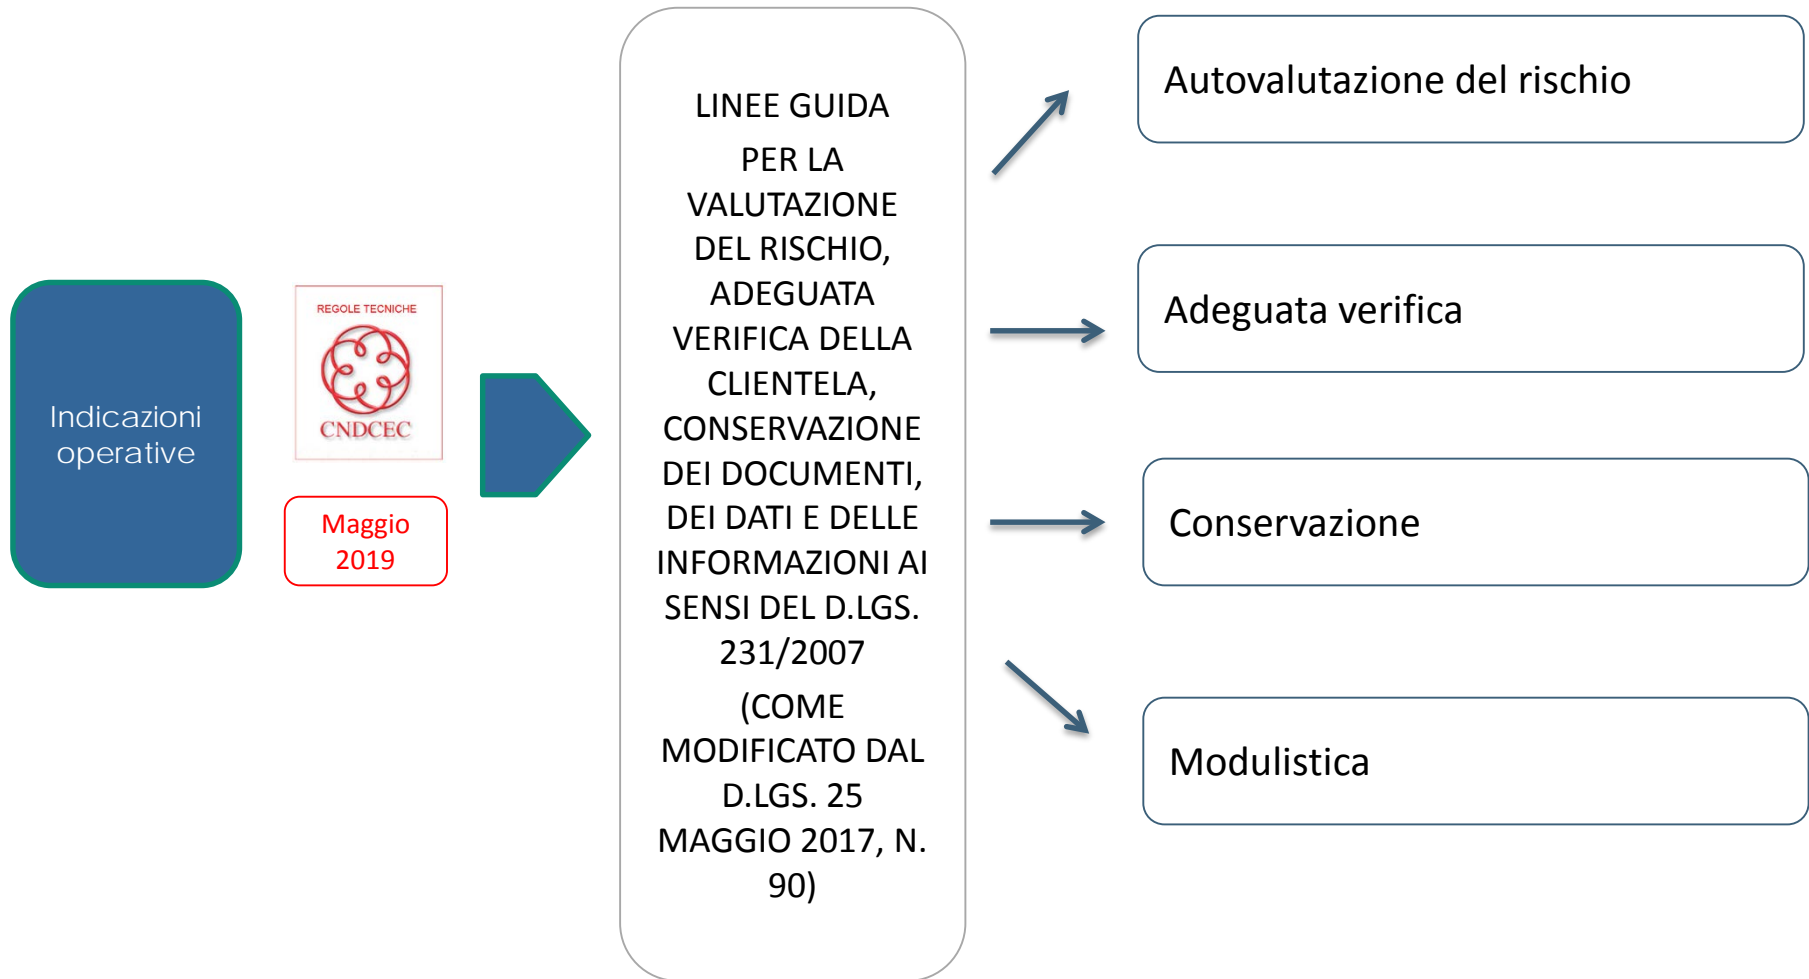 Indicazioni
operative
REGOLE TECNICHE
CNDCEC
Maggio
2019
LINEE GUIDA
PER LA
VALUTAZIONE
DEL RISCHIO,
ADEGUATA
VERIFICA DELLA
CLIENTELA,
CONSERVAZIONE
DEI DOCUMENTI,
DEI DATI E DELLE
INFORMAZIONI AI
SENSI DEL D.LGS.
231/2007
(COME
MODIFICATO DAL
D.LGS. 25
MAGGIO 2017, N.
90)
Autovalutazione del rischio
Adeguata verifica
Conservazione
Modulistica